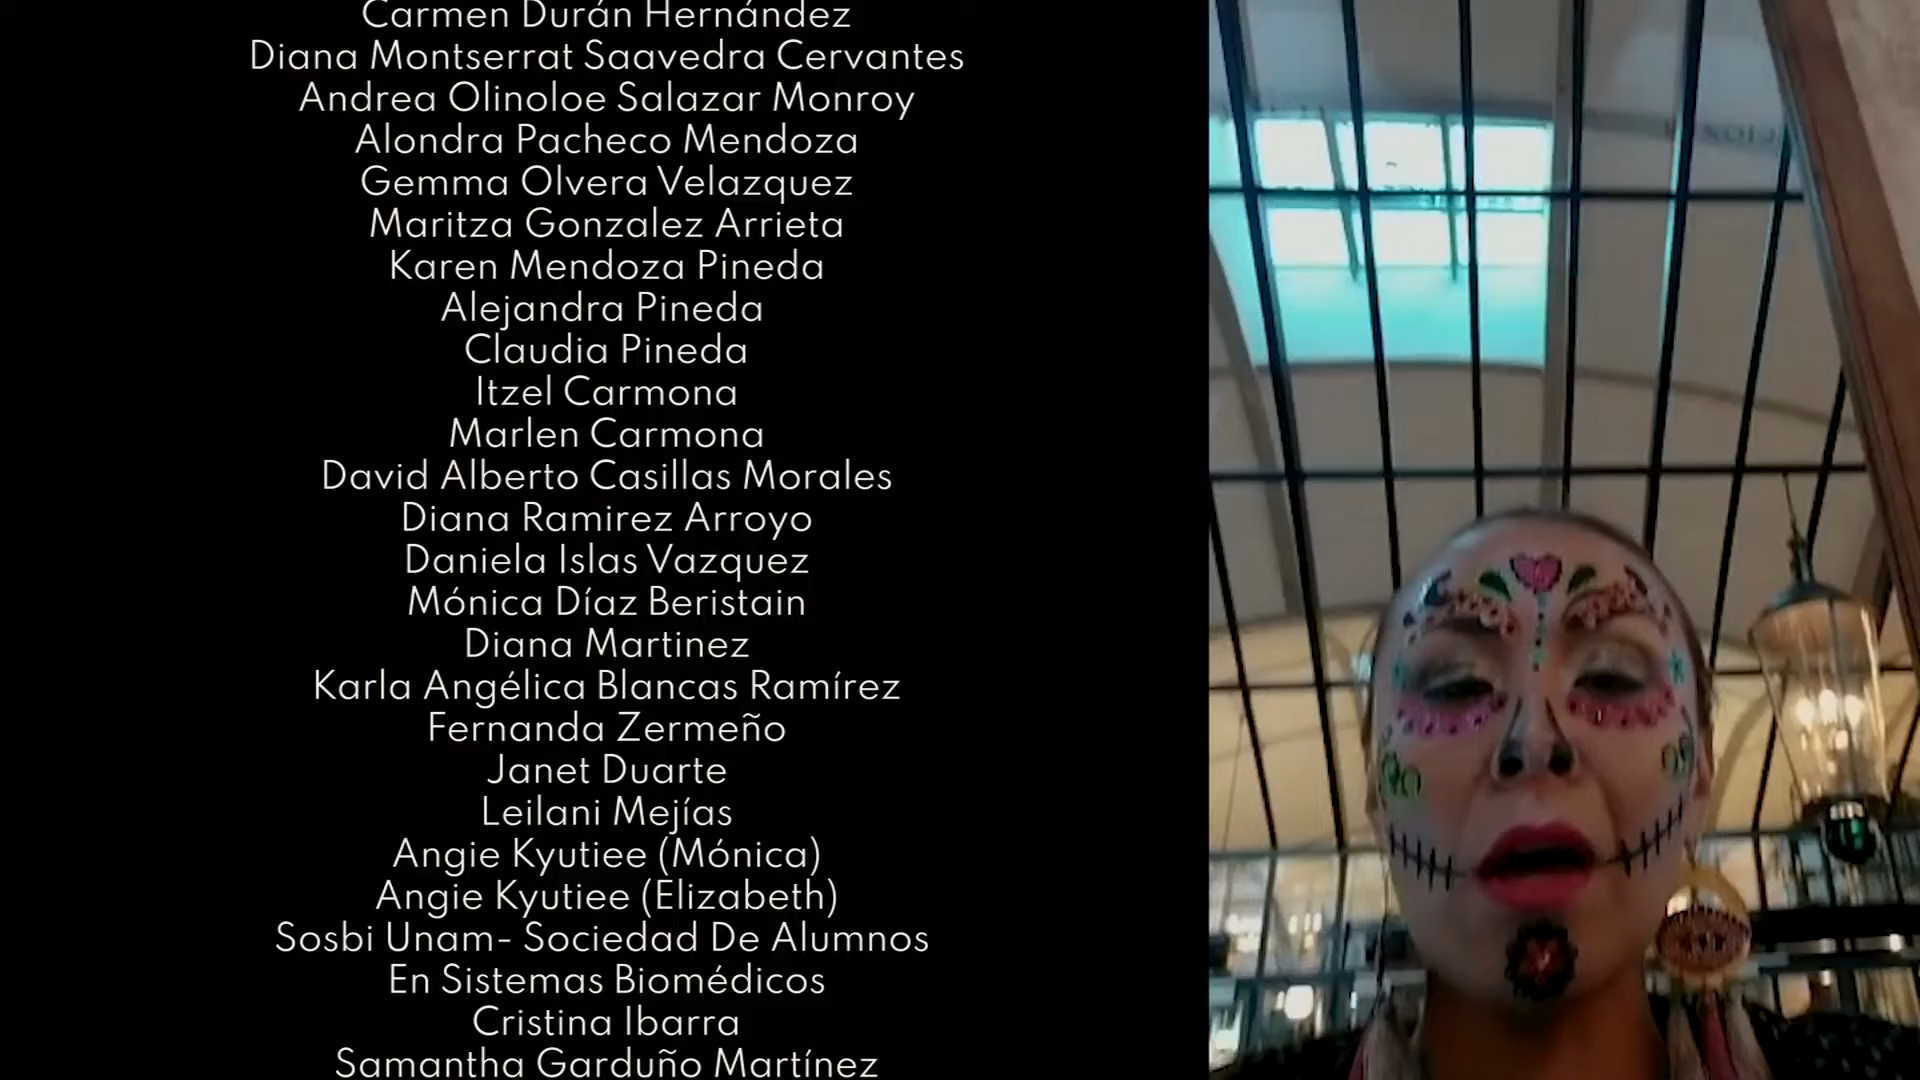 Carmen Durán Hernández
Diana Montserrat Saavedra Cervantes
Andrea Olinoloe Salazar Monroy
Alondra Pacheco Mendoza
Gemma Olvera Velazquez
Maritza Gonzalez Arrieta
Karen Mendoza Pineda
Alejandra Pineda
Claudia Pineda
Itzel Carmona
Marlen Carmona
David Alberto Casillas Morales
Diana Ramirez Arroyo
Daniela Islas Vazquez
Mónica Díaz Beristain
Diana Martinez
Karla Angélica Blancas Ramírez
Fernanda Zermeño
Janet Duarte
Leilani Mejías
Angie Kyutiee (Mónica)
Angie Kyutiee (Elizabeth)
Sosbi Unam- Sociedad De Alumnos
En Sistemas Biomédicos
Cristina Ibarra
Samantha Garduño Martínez